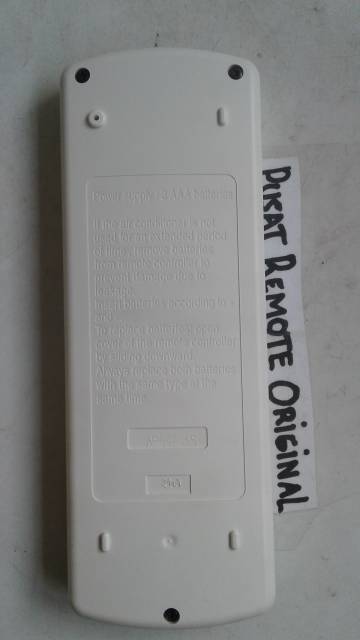 Power supply : 2 AAA batteries
If the air conditioner is not
used for an extended period
of time, remove batteries
from remote controller to
prevent damage due to
leakage.
Insert batteries according to +
and -
To replace batteries, open
cover of the remote controller
by sliding downward.
Always replace both batteries
with the same type at the
same time.
PIKAT REMOTE ORIGINAL